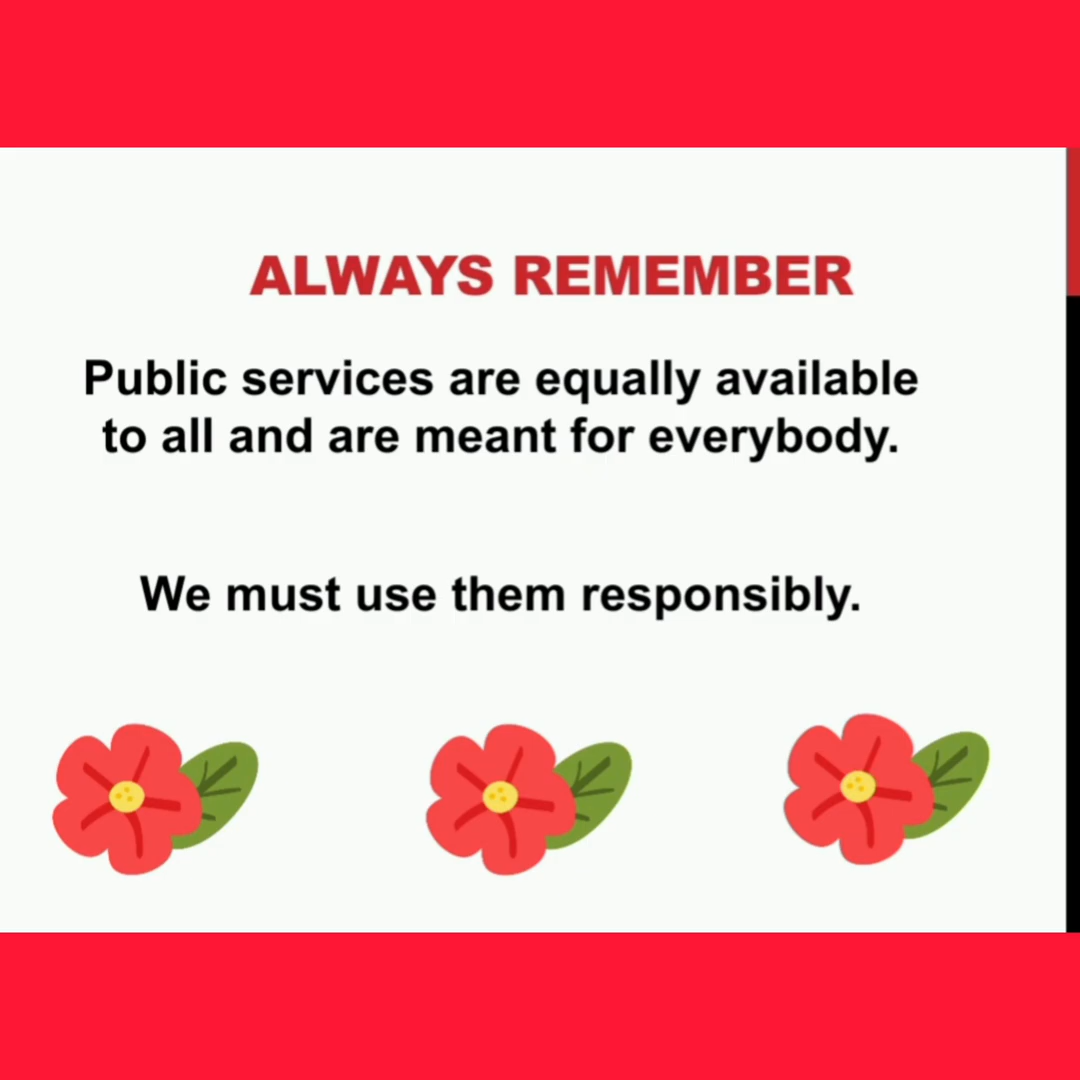 ALWAYS REMEMBER
Public services are equally available
to all and are meant for everybody.
We must use them responsibly.